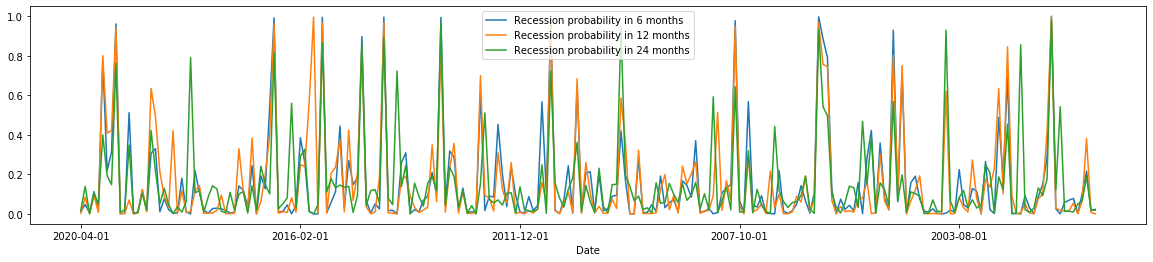 Recession probability in 6 months
Recession probability in 12 months
Recession probability in 24 months
1.0
0.8
0.6
0.4
0.2
0.0
2020-04-01 2016-02-01 2011-12-01 2007-10-01 2003-08-01
Date